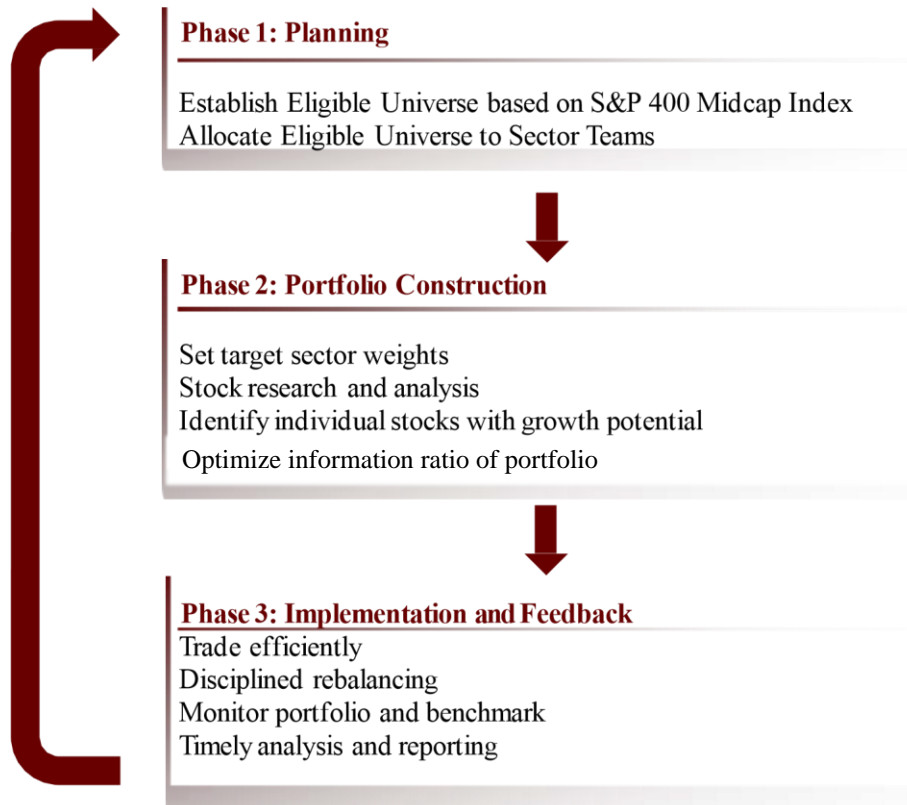 Phase 1: Planning
Establish Eligible Universe based on S&P 400 Midcap Index
Allocate Eligible Universe to Sector Teams
Phase 2: Portfolio Construction
Set target sector weights
Stock research and analysis
Identify individual stocks with growth potential
Optimize information ratio of portfolio
Phase 3: Implementation and Feedback
Trade efficiently
Disciplined rebalancing
Monitor portfolio and benchmark
Timely analysis and reporting